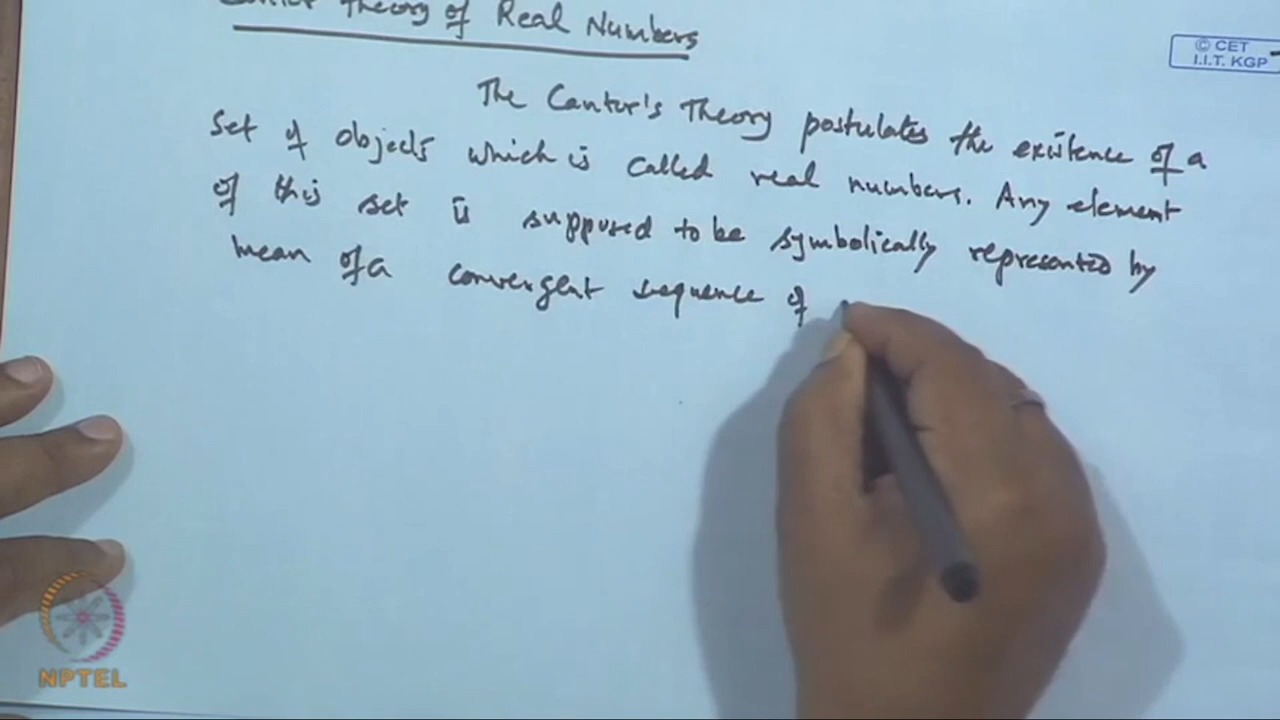 Cantor Theory of Real Numbers
© CET
I.I.T. KGP
The Cantor's Theory postulates the existence of a
set of objects which is called real numbers. Any element
of this set is supposed to be symbolically represented by
mean of a convergent sequence of
NPTEL